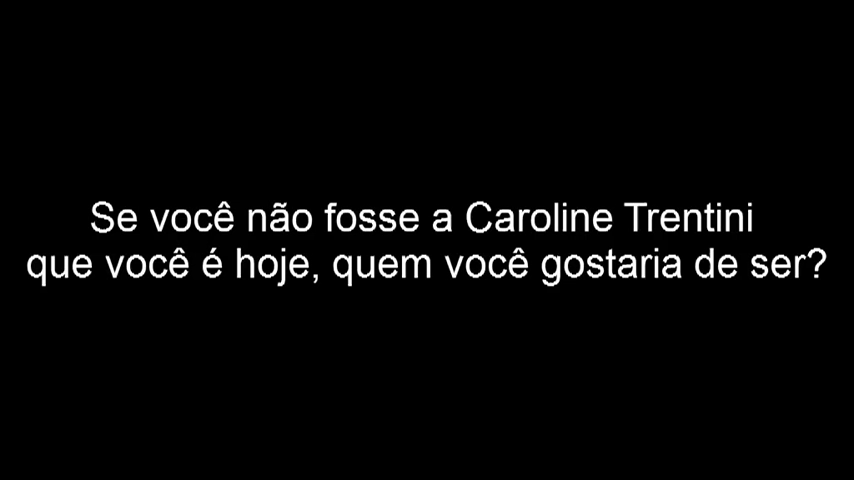 Se você não fosse a Caroline Trentini
que você é hoje, quem você gostaria de ser?